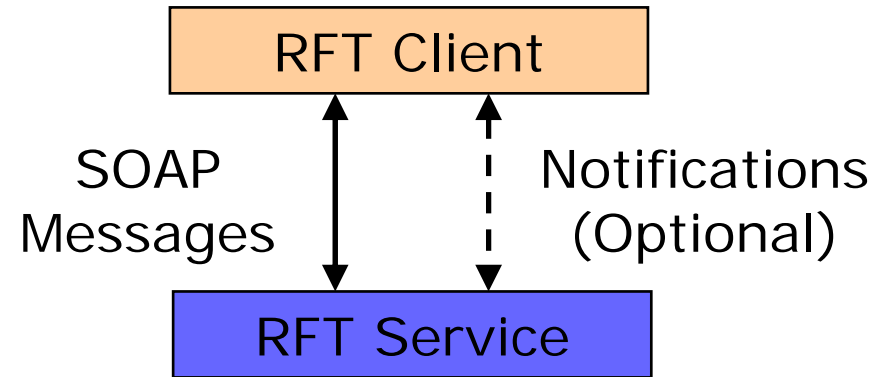 RFT Client
SOAP
Messages
Notifications
(Optional)
RFT Service